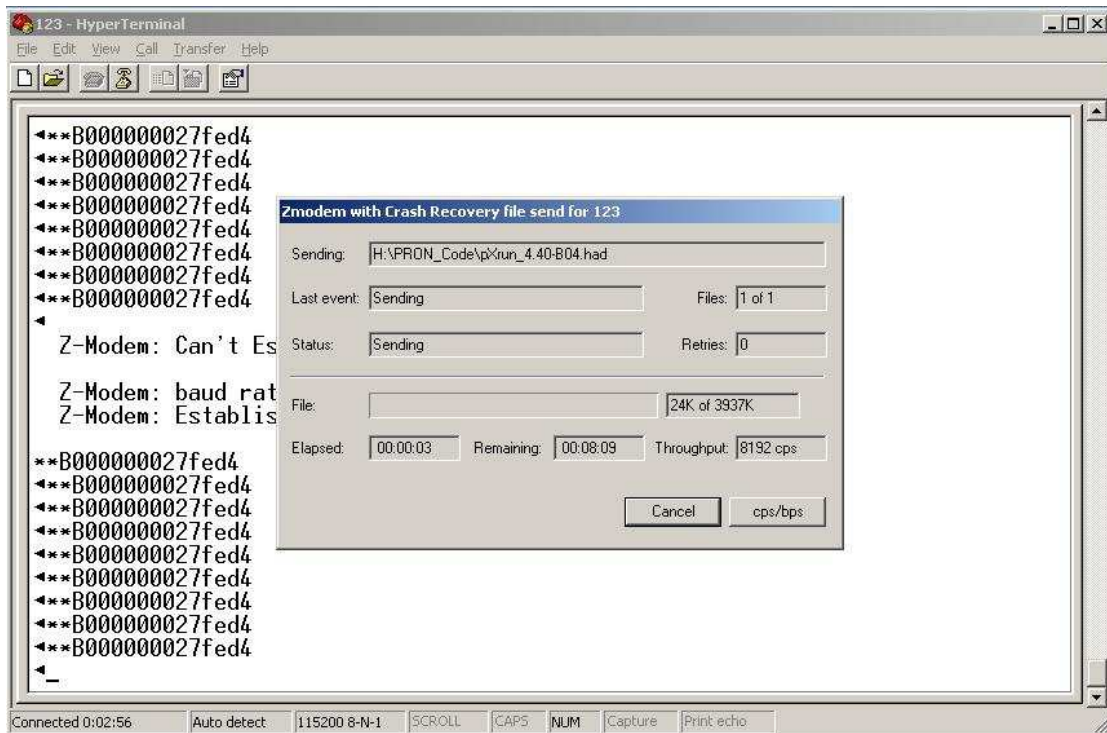 123 - HyperTerminal
File Edit View Call Transfer Help
◄**B000000027fed4
◄**B000000027fed4
◄**B000000027fed4
◄**B000000027fed4
◄**B000000027fed4
◄**B000000027fed4
◄**B000000027fed4
◄**B000000027fed4
◄
Z-Modem: Can't Es
Z-Modem: baud rat
Z-Modem: Establis
**B000000027fed4
◄**B000000027fed4
◄**B000000027fed4
◄**B000000027fed4
◄**B000000027fed4
◄**B000000027fed4
◄**B000000027fed4
◄**B000000027fed4
◄**B000000027fed4
◄_
Zmodem with Crash Recovery file send for 123
Sending: H:\PRON_Code\pXrun_4.40-B04.had
Last event: Sending Files: 1 of 1
Status: Sending Retries: 0
File: 24K of 3937K
Elapsed: 00:00:03 Remaining: 00:08:09 Throughput: 8192 cps
Cancel cps/bps
Connected 0:02:56 Auto detect 115200 8-N-1 SCROLL CAPS NUM Capture Print echo